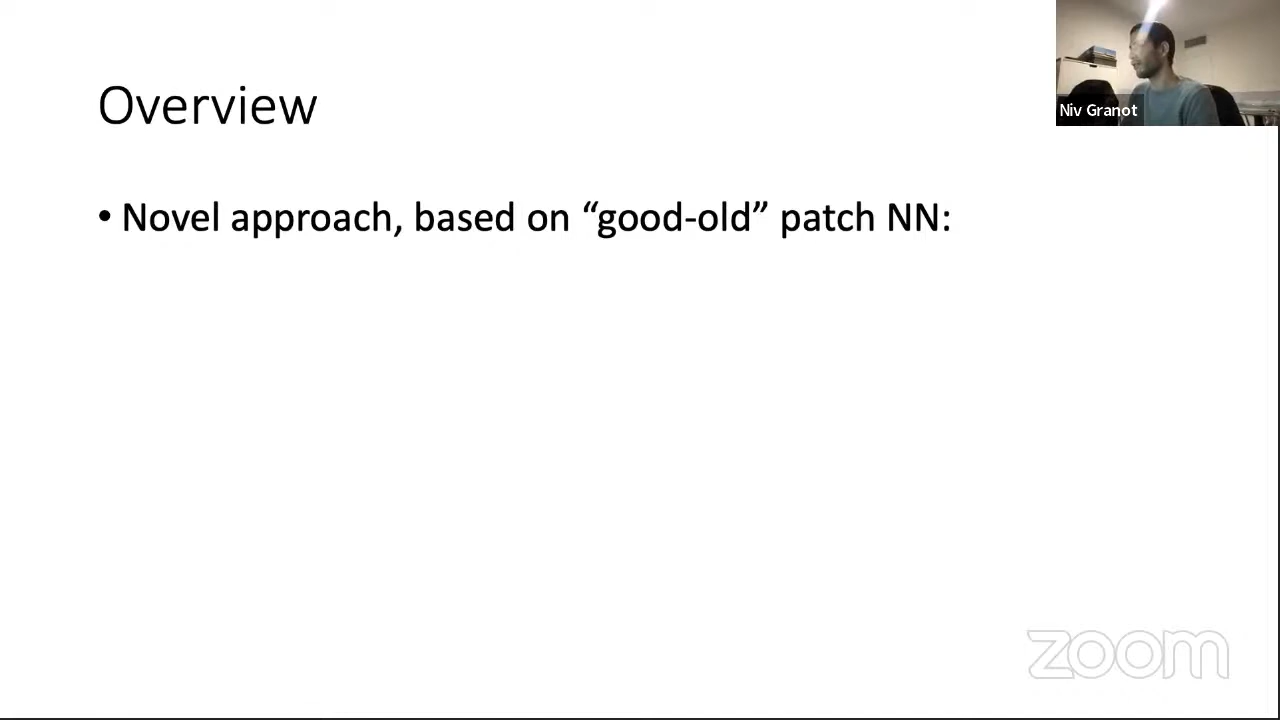 Overview
• Novel approach, based on “good-old” patch NN:
Niv Granot
zoom